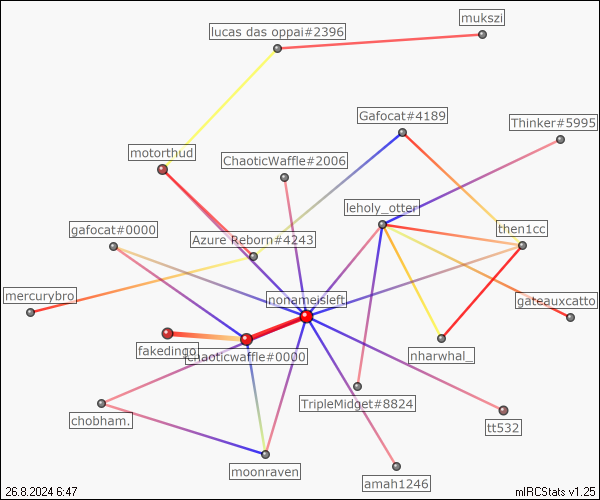 mukszi
lucas das oppai#2396
Gafocat#4189
Thinker#5995
motorthud
ChaoticWaffle#2006
leholy_otter
gafocat#0000
then1cc
Azure Reborn#4243
mercurybro
nonameisleft
gateauxcatto
fakedingo
chaoticwaffle#0000
nharwhal_
TripleMidget#8824
chobham.
tt532
moonraven
amah1246
26.8.2024 6:47
mIRCStats v1.25